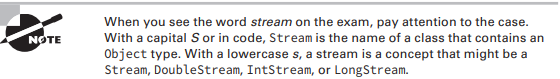 NOTE
When you see the word stream on the exam, pay attention to the case.
With a capital S or in code, Stream is the name of a class that contains an
Object type. With a lowercase s, a stream is a concept that might be a
Stream, DoubleStream, IntStream, or LongStream.